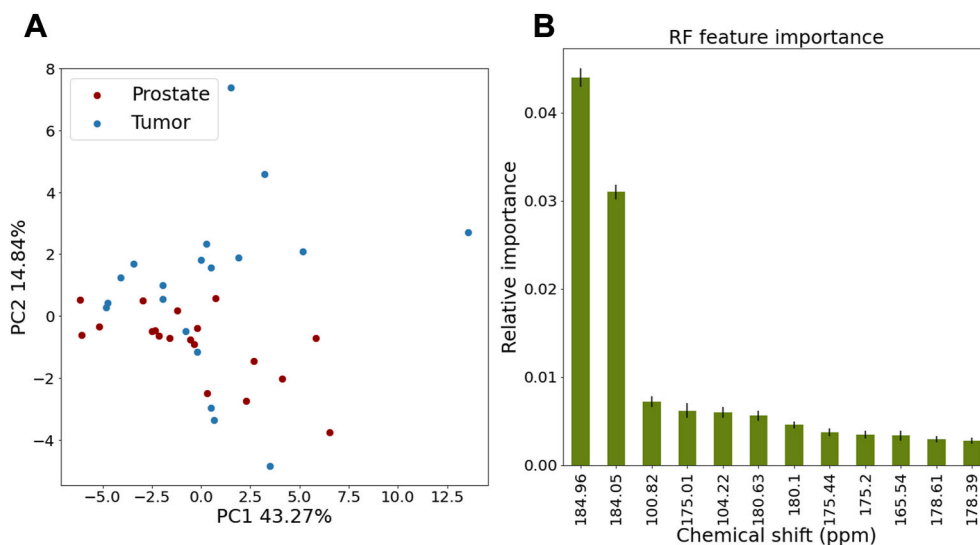 A
8
6
4
2
0
−2
−4
PC2 14.84%
Prostate
Tumor
−5.0 −2.5 0.0 2.5 5.0 7.5 10.0 12.5
PC1 43.27%
B
RF feature importance
0.04
0.03
0.02
0.01
0.00
Relative importance
184.96
184.05
100.82
175.01
104.22
180.63
180.1
175.44
175.2
165.54
178.61
178.39
Chemical shift (ppm)